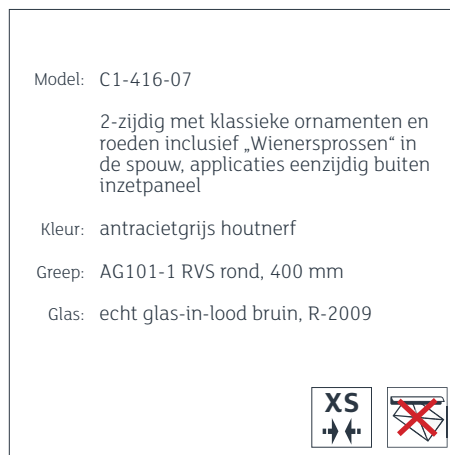 Model: C1-416-07
2-zijdig met klassieke ornamenten en
roeden inclusief „Wienersprossen“ in
de spouw, applicaties eenzijdig buiten
inzetpaneel
Kleur: antracietgrijs houtnerf
Greep: AG101-1 RVS rond, 400 mm
Glas: echt glas-in-lood bruin, R-2009
XS